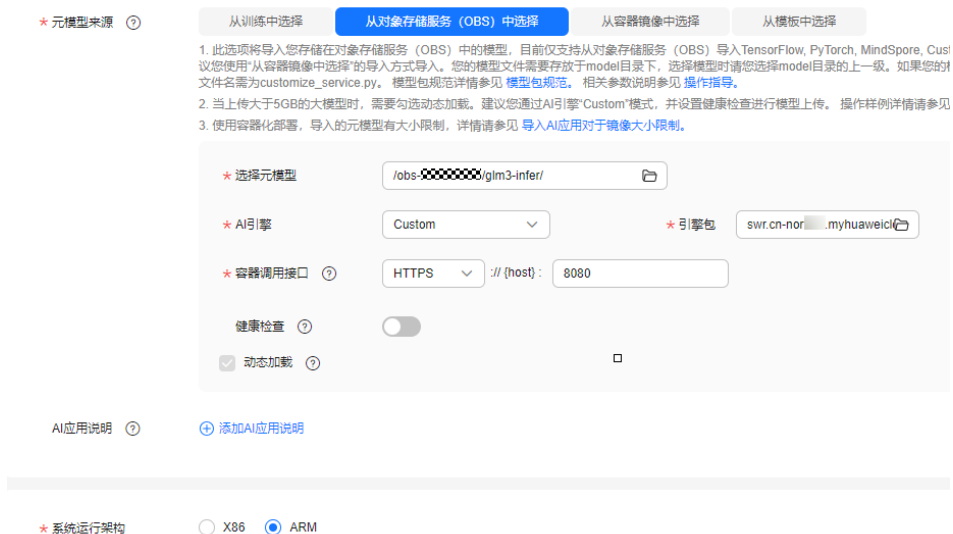 * 元模型来源 ? 从训练中选择 从对象存储服务（OBS）中选择 从容器镜像中选择 从模板中选择
1. 此选项将导入您存储在对象存储服务（OBS）中的模型，目前仅支持从对象存储服务（OBS）导入TensorFlow, PyTorch, MindSpore, Cust
议您使用“从容器镜像中选择”的导入方式导入。您的模型文件需要存放于model目录下，选择模型时请您选择model目录的上一级。如果您的
文件名需为customize_service.py。 模型包规范详情请参见 模型包规范。 相关参数说明参见 操作指导。
2. 当上传大于5GB的大模型时，需要勾选动态加载。建议您通过AI引擎“Custom”模式，并设置健康检查进行模型上传。 操作样例详情请参见
3. 使用容器化部署，导入的元模型有大小限制，详情请参见 导入AI应用对于镜像大小限制。
* 选择元模型 /obs- /glm3-infer/
* AI引擎 Custom * 引擎包 swr.cn-nor .myhuaweicl
* 容器调用接口 ? HTTPS :// {host} : 8080
健康检查 ?
动态加载 ?
AI应用说明 ? 添加AI应用说明
* 系统运行架构 X86 ARM